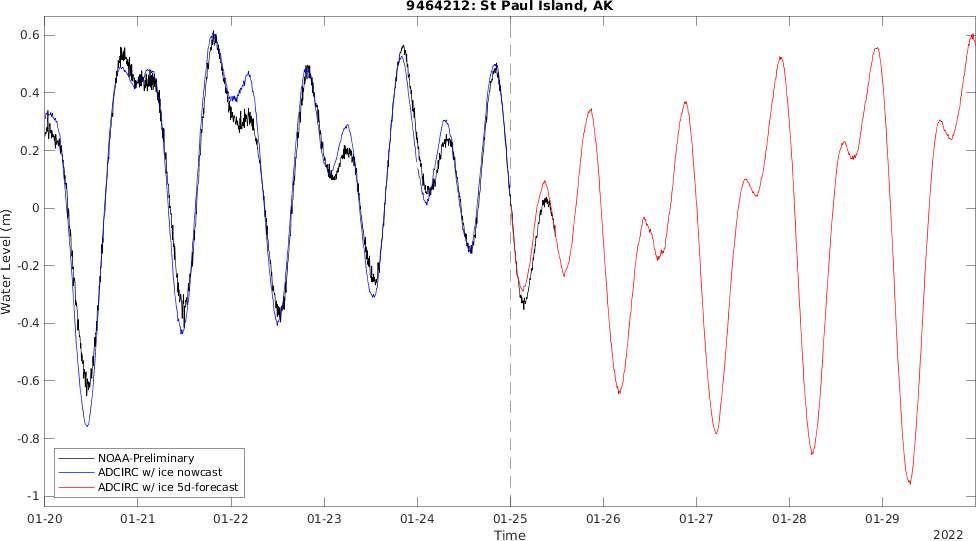 9464212: St Paul Island, AK
0.6
0.4
0.2
0
-0.2
-0.4
-0.6
-0.8
-1
Water Level (m)
NOAA-Preliminary
ADCIRC w/ ice nowcast
ADCIRC w/ ice 5d-forecast
01-20 01-21 01-22 01-23 01-24 01-25 01-26 01-27 01-28 01-29
Time
2022